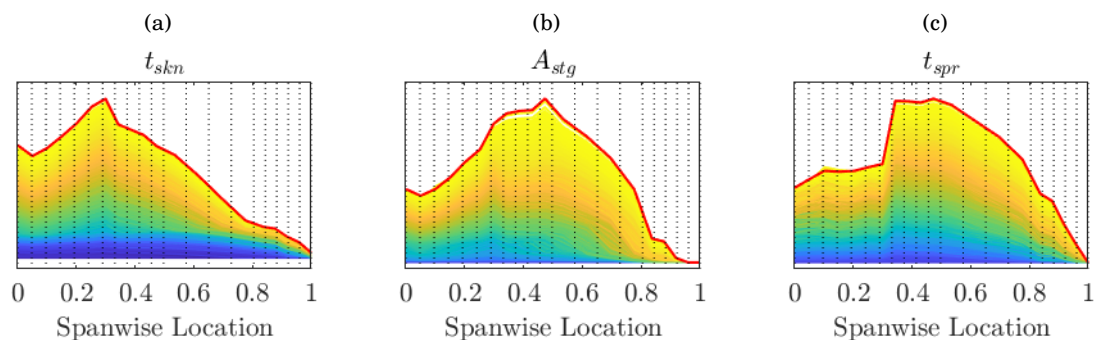 (a) (b) (c)
t_skn A_stg t_spr
0 0.2 0.4 0.6 0.8 1 0 0.2 0.4 0.6 0.8 1 0 0.2 0.4 0.6 0.8 1
Spanwise Location Spanwise Location Spanwise Location